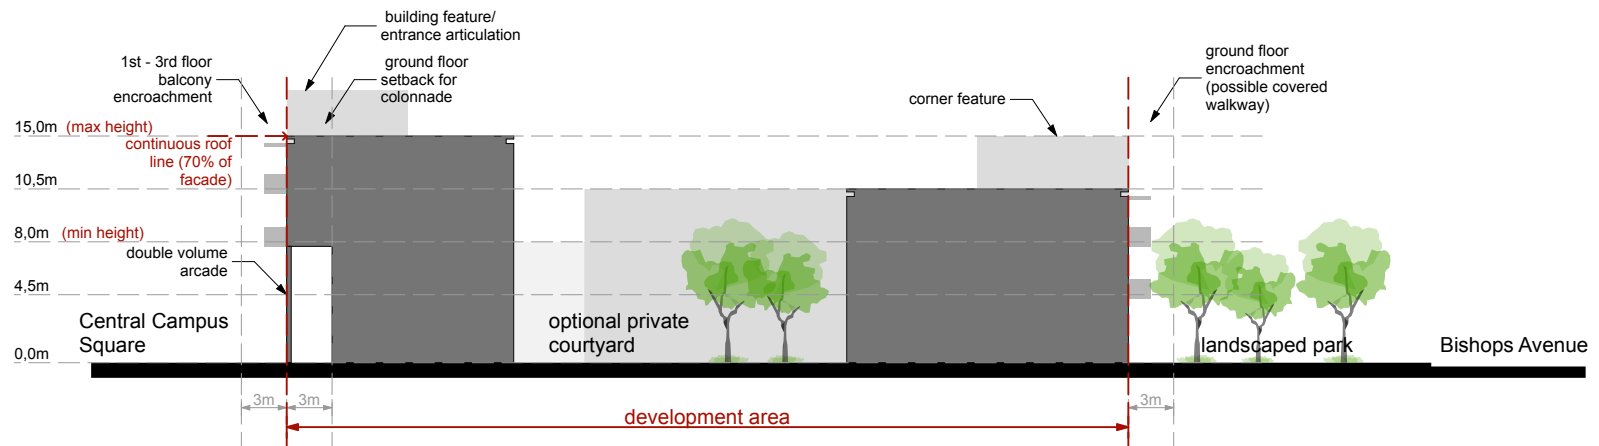 building feature/
entrance articulation
1st - 3rd floor
balcony
encroachment
ground floor
setback for
colonnade
corner feature
ground floor
encroachment
(possible covered
walkway)
15,0m (max height)
continuous roof
line (70% of
facade)
10,5m
8,0m (min height)
double volume
arcade
4,5m
Central Campus
Square
optional private
courtyard
landscaped park
Bishops Avenue
0,0m
3m
3m
development area
3m